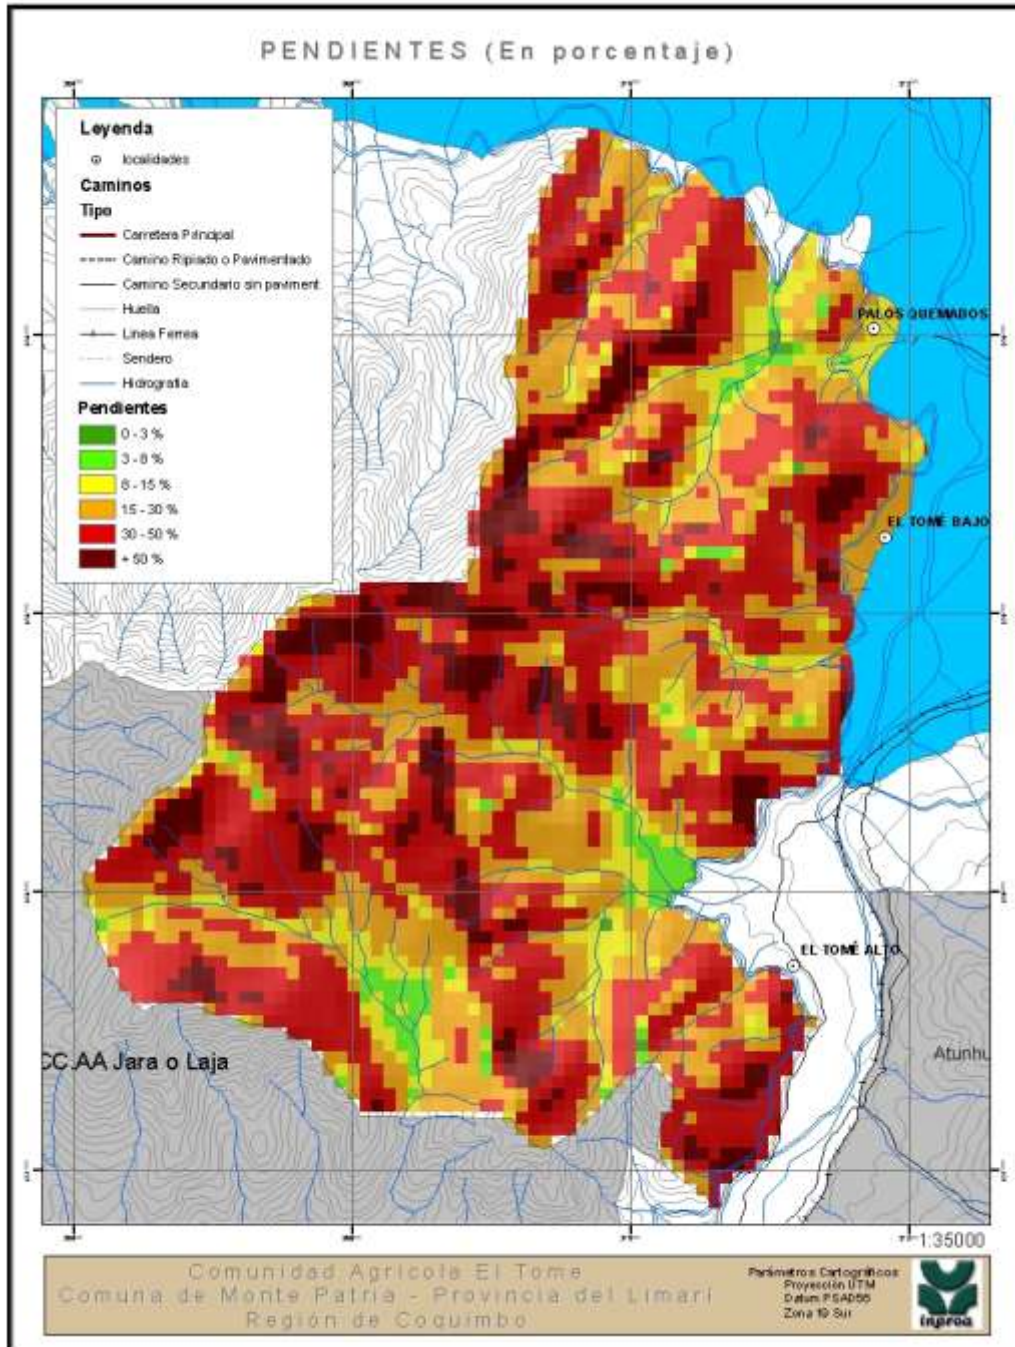 PENDIENTES (En porcentaje)
Leyenda
localidades
Caminos
Tipo
Carretera Principal
Camino Ripiado o Pavimentado
Camino Secundario sin paviment
Huella
Linea Ferrea
Sendero
Hidrografia
Pendientes
0 - 3 %
3 - 8 %
8 - 15 %
15 - 30 %
30 - 50 %
+ 50 %
PALOS QUEMADOS
EL TOMÉ BAJO
EL TOMÉ ALTO
CC.AA Jara o Laja
Atunhu
1:35000
Comunidad Agricola El Tome
Comuna de Monte Patria - Provincia del Limarí
Región de Coquimbo
Parámetros Cartográficos
Proyección UTM
Datum PSAD56
Zona 19 Sur
Inproa